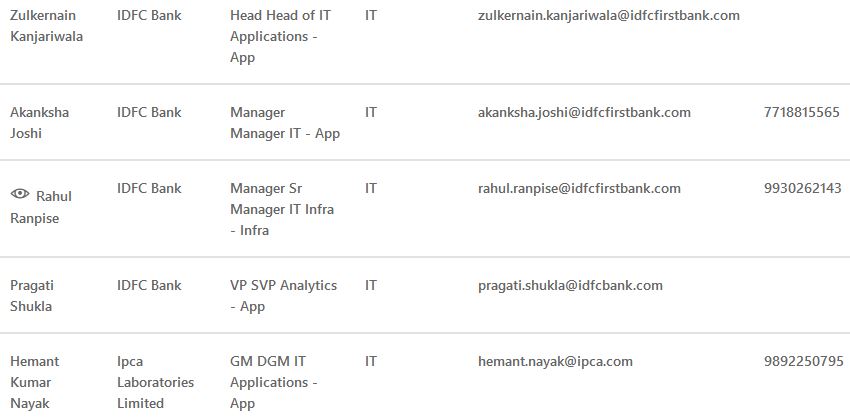 Zulkernain IDFC Bank Head Head of IT IT zulkernain.kanjariwala@idfcfirstbank.com
Kanjariwala Applications -
App
Akanksha IDFC Bank Manager IT akanksha.joshi@idfcfirstbank.com 7718815565
Joshi Manager IT - App
Rahul IDFC Bank Manager Sr IT rahul.ranpise@idfcfirstbank.com 9930262143
Ranpise Manager IT Infra
- Infra
Pragati IDFC Bank VP SVP Analytics IT pragati.shukla@idfcbank.com
Shukla - App
Hemant Ipca GM DGM IT IT hemant.nayak@ipca.com 9892250795
Kumar Laboratories Applications -
Nayak Limited App